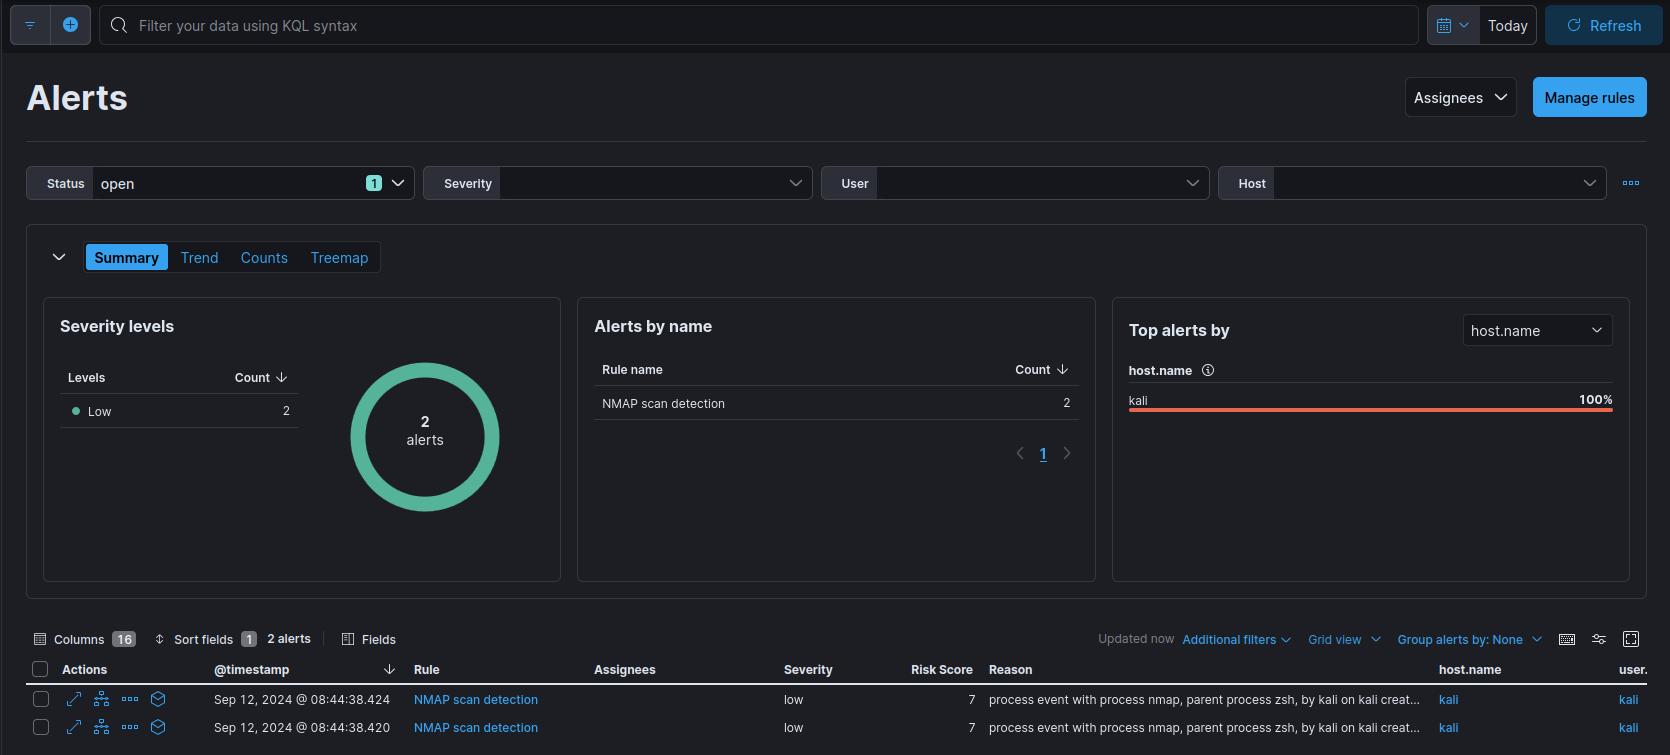 Filter your data using KQL syntax
Today
Refresh
Alerts
Assignees
Manage rules
Status open 1
Severity
User
Host
Summary Trend Counts Treemap
Severity levels
Levels Count
Low 2
2
alerts
Alerts by name
Rule name Count
NMAP scan detection 2
1
Top alerts by
host.name
host.name
kali 100%
Columns 16 Sort fields 1 2 alerts Fields
Updated now Additional filters Grid view Group alerts by: None
Actions @timestamp Rule Assignees Severity Risk Score Reason host.name user.
Sep 12, 2024 @ 08:44:38.424 NMAP scan detection low 7 process event with process nmap, parent process zsh, by kali on kali creat... kali kali
Sep 12, 2024 @ 08:44:38.420 NMAP scan detection low 7 process event with process nmap, parent process zsh, by kali on kali creat... kali kali